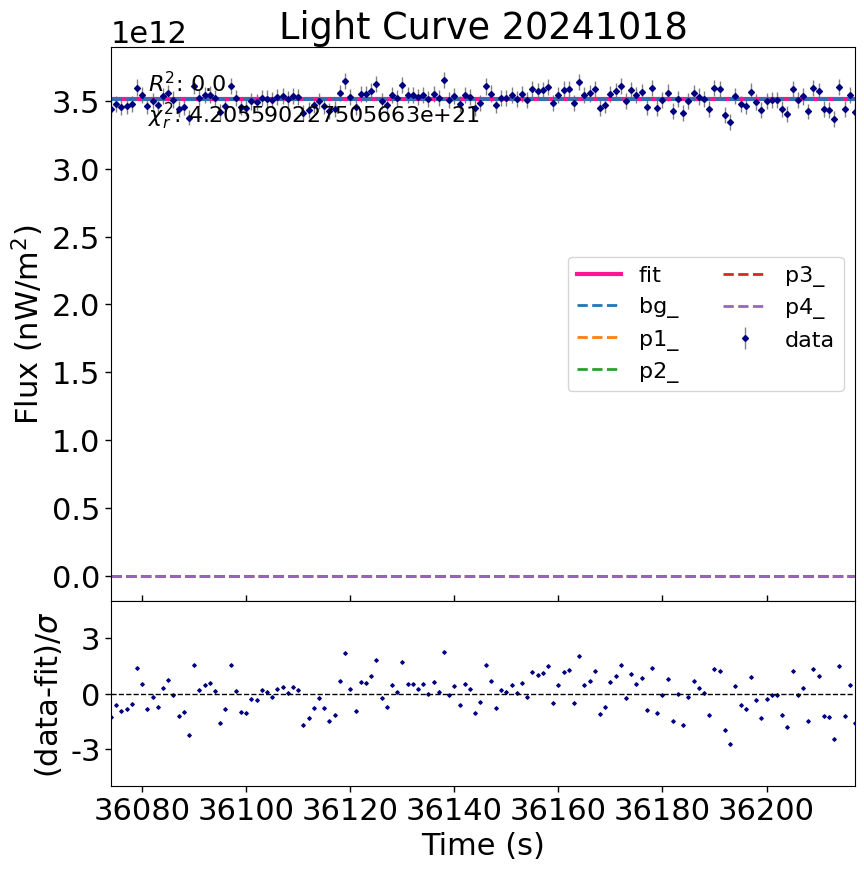 Light Curve 20241018
1e12
R²: 0.0
χ²ᵣ: 4.203590227505663e+21
3.5
3.0
2.5
2.0
1.5
1.0
0.5
0.0
Flux (nW/m²)
fit
bg_
p1_
p2_
p3_
p4_
data
3
0
-3
(data-fit)/σ
36080 36100 36120 36140 36160 36180 36200
Time (s)